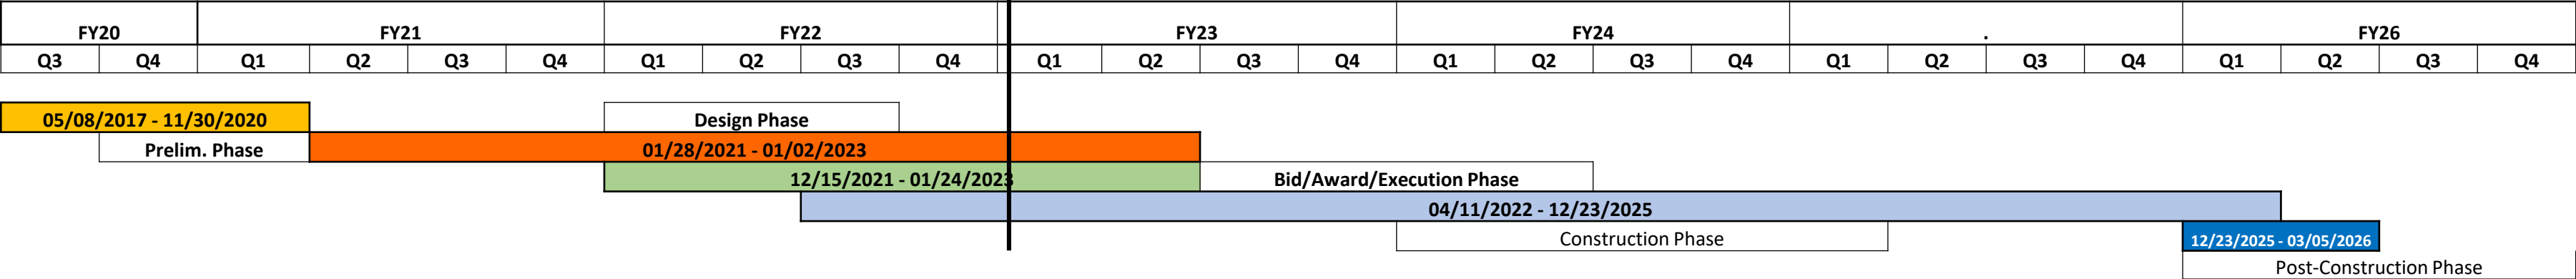 FY20 FY21 FY22 FY23 FY24 . FY26
Q3 Q4 Q1 Q2 Q3 Q4 Q1 Q2 Q3 Q4 Q1 Q2 Q3 Q4 Q1 Q2 Q3 Q4 Q1 Q2 Q3 Q4 Q1 Q2 Q3 Q4
05/08/2017 - 11/30/2020 Design Phase
Prelim. Phase 01/28/2021 - 01/02/2023
12/15/2021 - 01/24/2023 Bid/Award/Execution Phase
04/11/2022 - 12/23/2025
Construction Phase 12/23/2025 - 03/05/2026
Post-Construction Phase